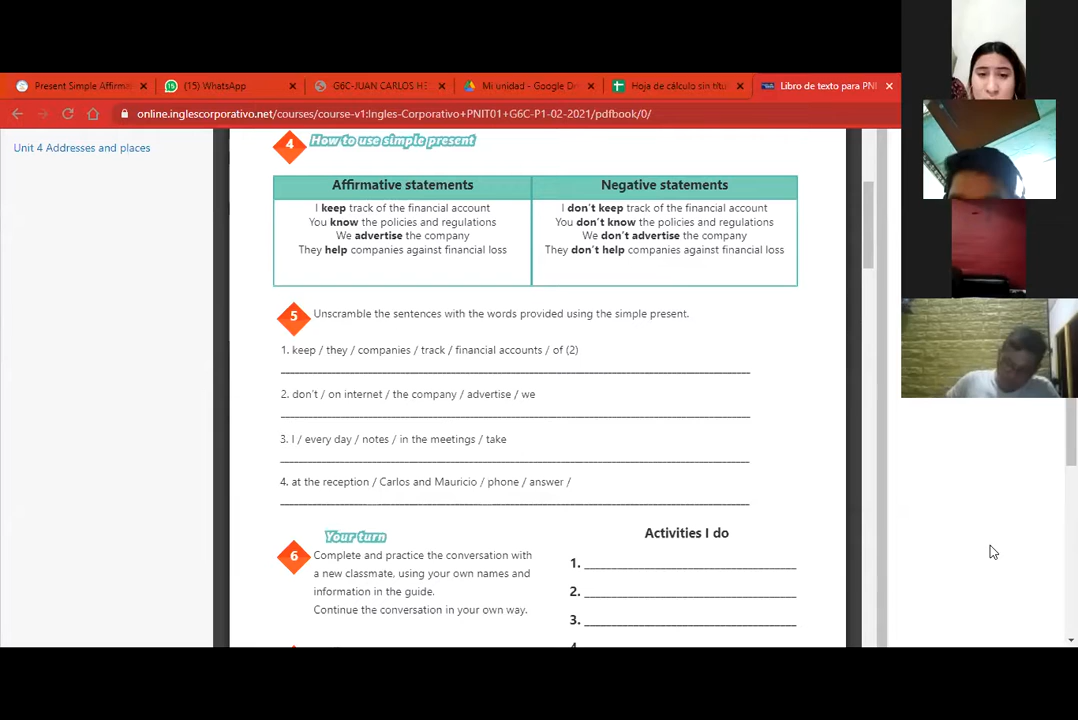 Present Simple Affirma
(15) WhatsApp
G6C-JUAN CARLOS HE
Mi unidad - Google Dr
Hoja de cálculo sin títu
Libro de texto para PNI
online.inglescorporativo.net/courses/course-v1:Ingles-Corporativo+PNIT01+G6C-P1-02-2021/pdfbook/0/
Unit 4 Addresses and places
4 How to use simple present
Affirmative statements
I keep track of the financial account
You know the policies and regulations
We advertise the company
They help companies against financial loss
Negative statements
I don't keep track of the financial account
You don't know the policies and regulations
We don't advertise the company
They don't help companies against financial loss
5 Unscramble the sentences with the words provided using the simple present.
1. keep / they / companies / track / financial accounts / of (2)
2. don't / on internet / the company / advertise / we
3. I / every day / notes / in the meetings / take
4. at the reception / Carlos and Mauricio / phone / answer /
Your turn
6 Complete and practice the conversation with
a new classmate, using your own names and
information in the guide.
Continue the conversation in your own way.
Activities I do
1.
2.
3.